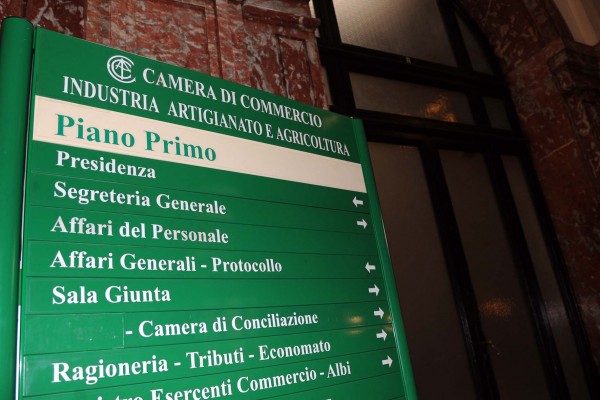 CAMERA DI COMMERCIO
INDUSTRIA ARTIGIANATO E AGRICOLTURA
Piano Primo
Presidenza
Segreteria Generale
Affari del Personale
Affari Generali - Protocollo
Sala Giunta
- Camera di Conciliazione
Ragioneria - Tributi - Economato
Esercenti Commercio - Albi